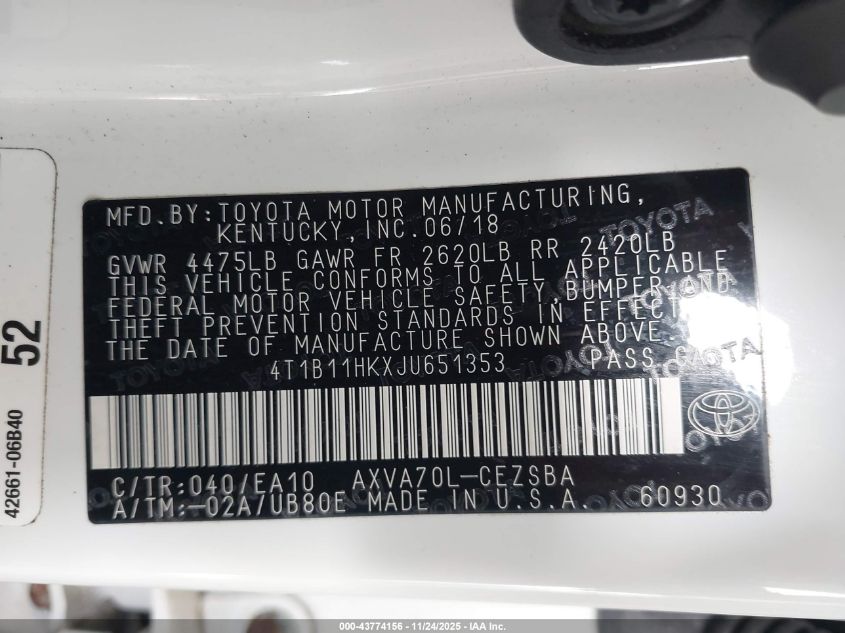 MFD.BY:TOYOTA MOTOR MANUFACTURING,
KENTUCKY,INC.06/18
GVWR 4475LB GAWR FR 2620LB RR 2420LB
THIS VEHICLE CONFORMS TO ALL APPLICABLE
FEDERAL MOTOR VEHICLE SAFETY,BUMPER,AND
THEFT PREVENTION STANDARDS IN EFFECT ON
THE DATE OF MANUFACTURE SHOWN ABOVE.
4T1B11HKXJU651353 PASS.CAR
C/TR:040/EA10 AXVA70L-CEZSBA
A/TM:-02A/UB80E MADE IN U.S.A. 60930
52
42661-06B40
TOYOTA
000-43774156 - 11/24/2025 - IAA Inc.